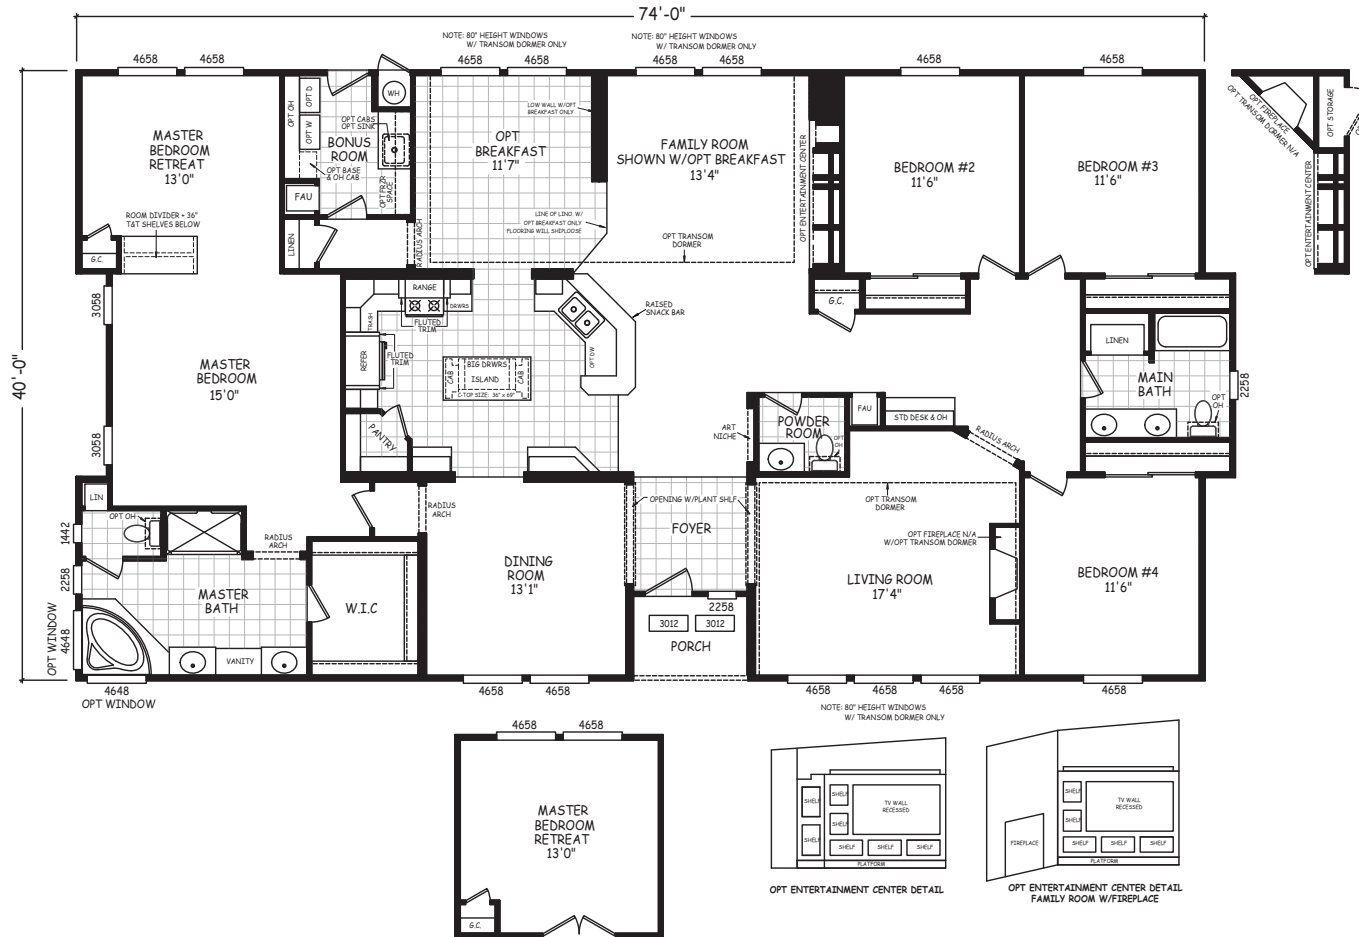 74'-0"
NOTE: 80" HEIGHT WINDOWS
W/ TRANSOM DORMER ONLY
NOTE: 80" HEIGHT WINDOWS
W/ TRANSOM DORMER ONLY
4658
4658
4658
4658
4658
4658
4658
4658
40'-0"
MASTER
BEDROOM
RETREAT
13'0"
OPT OH
OPT D
OPT W
WH
OPT CABS
OPT SINK
BONUS
ROOM
OPT BASE
& OH CAB
OPT FRZR
SPACE
FAU
LINEN
RADIUS ARCH
OPT
BREAKFAST
11'7"
LOW WALL W/OPT
BREAKFAST ONLY
LINE OF LINO. W/
OPT BREAKFAST ONLY
FLOORING WILL SHIPLOOSE
FAMILY ROOM
SHOWN W/OPT BREAKFAST
13'4"
OPT TRANSOM
DORMER
OPT ENTERTAINMENT CENTER
BEDROOM #2
11'6"
BEDROOM #3
11'6"
OPT FIREPLACE
OPT TRANSOM DORMER N/A
OPT STORAGE
OPT ENTERTAINMENT CENTER
ROOM DIVIDER - 36"
T&T SHELVES BELOW
G.C.
3058
3058
MASTER
BEDROOM
15'0"
RANGE
DRWRS
FLUTED
TRIM
TRASH
REFER
FLUTED
TRIM
BIG DRWRS
CAB
ISLAND
CAB
C-TOP SIZE: 36" x 69"
OPT DW
RAISED
SNACK BAR
PANTRY
G.C.
LINEN
MAIN
BATH
OPT
OH
2258
ART
NICHE
POWDER
ROOM
OPT
OH
FAU
STD DESK & OH
RADIUS ARCH
LIN
OPT OH
1442
2258
4648
OPT WINDOW
RADIUS
ARCH
MASTER
BATH
VANITY
4648
OPT WINDOW
W.I.C
RADIUS
ARCH
DINING
ROOM
13'1"
4658
4658
OPENING W/PLANT SHLF
FOYER
2258
3012
3012
PORCH
OPT TRANSOM
DORMER
OPT FIREPLACE N/A
W/OPT TRANSOM DORMER
LIVING ROOM
17'4"
4658
4658
4658
NOTE: 80" HEIGHT WINDOWS
W/ TRANSOM DORMER ONLY
BEDROOM #4
11'6"
4658
4658
4658
MASTER
BEDROOM
RETREAT
13'0"
G.C.
SHELF
SHELF
SHELF
SHELF
TV WALL
RECESSED
SHELF
SHELF
SHELF
PLATFORM
OPT ENTERTAINMENT CENTER DETAIL
FIREPLACE
SHELF
SHELF
TV WALL
RECESSED
SHELF
SHELF
SHELF
PLATFORM
OPT ENTERTAINMENT CENTER DETAIL
FAMILY ROOM W/FIREPLACE